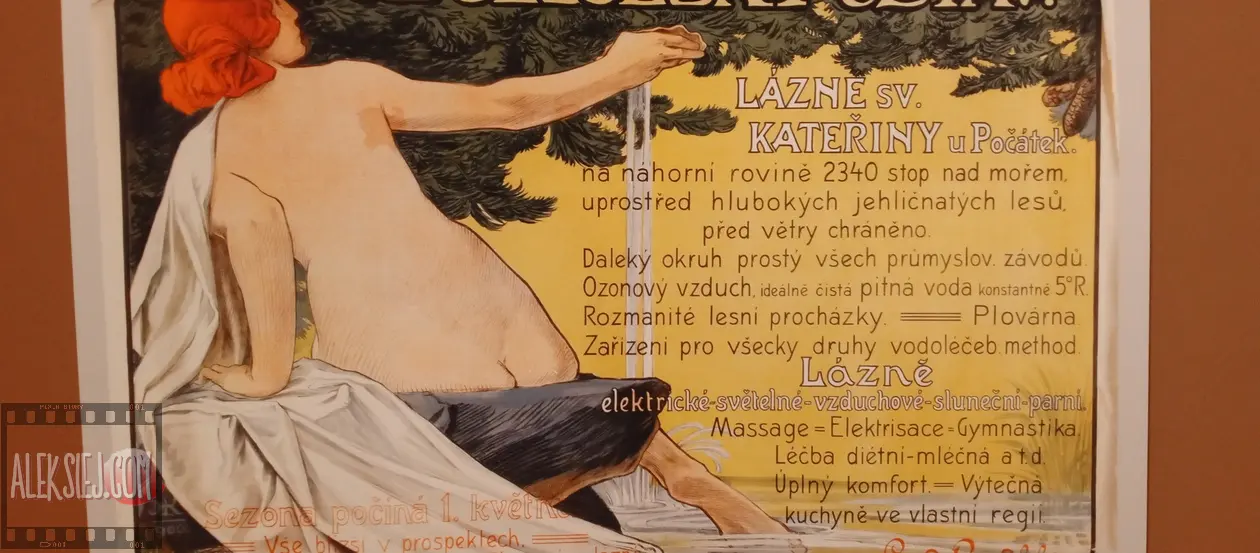 LÁZNĚ SV.
KATEŘINY u Počátek.
na náhorní rovině 2340 stop nad mořem,
uprostřed hlubokých jehličnatých lesů,
před větry chráněno.
Daleký okruh prostý všech průmyslov. závodů.
Ozonový vzduch, ideálně čistá pitná voda konstantně 5°R.
Rozmanité lesní procházky. Plovárna
Zařízení pro všecky druhy vodoléčeb. method.
Lázně
elektrické-světelné-vzduchové-sluneční-parní.
Massage = Elektrisace = Gymnastika,
Léčba diétní-mléčná a t.d.
Úplný komfort. = Výtečná
kuchyně ve vlastní regii.
Sezóna počíná 1. května
Vše bližší v prospektech.
ALEKSIEJ.COM